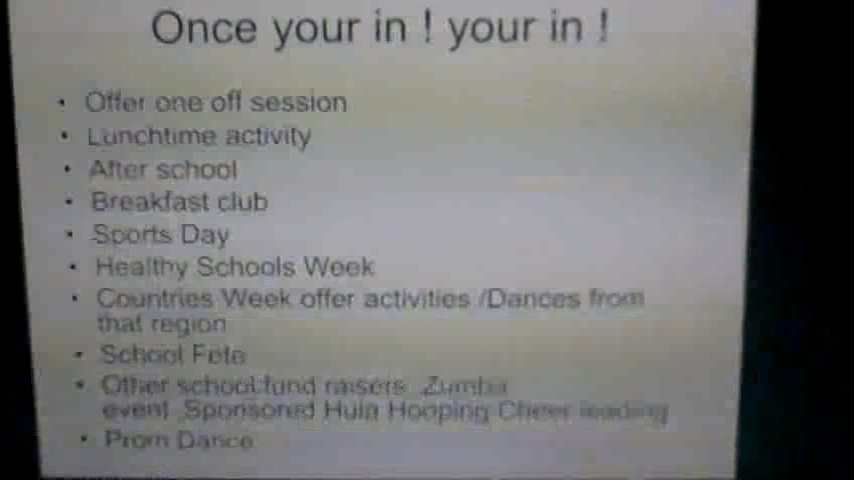 Once your in ! your in !
• Offer one off session
• Lunchtime activity
• After school
• Breakfast club
• Sports Day
• Healthy Schools Week
• Countries Week offer activities /Dances from
that region
• School Fete
• Other school fund raisers Zumba
event Sponsored Hula Hooping Cheer leading
• Prom Dance